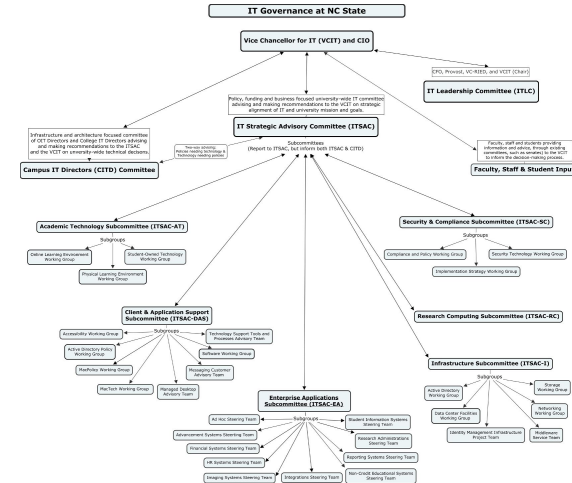 IT Governance at NC State
Vice Chancellor for IT (VCIT) and CIO
CFO, Provost, VC-RIED, and VCIT (Chair)
IT Leadership Committee (ITLC)
Policy, funding and business focused university-wide IT committee
advising and making recommendations to the VCIT on strategic
alignment of IT and university mission and goals.
IT Strategic Advisory Committee (ITSAC)
Infrastructure and architecture focused committee
of OIT Directors and College IT Directors advising
and making recommendations to the ITSAC
and the VCIT on unviersity-wide technical decisons.
Campus IT Directors (CITD) Committee
Two-way advising;
Policies needing technology &
Technology needing policies
Subcommittees
(Report to ITSAC, but inform both ITSAC & CITD)
Faculty, staff and students providing
information and advice, through existing
committees, such as senates) to the VCIT
to inform the decision-making process.
Faculty, Staff & Student Input
Academic Technology Subcommittee (ITSAC-AT)
Subgroups
Online Learning Environment
Working Group
Student-Owned Technology
Working Group
Physical Learning Environment
Working Group
Security & Compliance Subcommittee (ITSAC-SC)
Subgroups
Compliance and Policy Working Group
Security Technology Working Group
Implementation Strategy Working Group
Client & Application Support
Subcommittee (ITSAC-DAS)
Subgroups
Accessibility Working Group
Technology Support Tools and
Processes Advisory Team
Active Directory Policy
Working Group
Software Working Group
MacPolicy Working Group
Messaging Customer
Advisory Team
MacTech Working Group
Managed Desktop
Advisory Team
Research Computing Subcommittee (ITSAC-RC)
Infrastructure Subcommittee (ITSAC-I)
Subgroups
Active Directory
Working Group
Storage
Working Group
Data Center Facilities
Working Group
Networking
Working Group
Identity Management Infrastructure
Project Team
Middleware
Service Team
Enterprise Applications
Subcommittee (ITSAC-EA)
Subgroups
Ad Hoc Steering Team
Student Information Systems
Steering Team
Advancement Systems Steering Team
Research Administrations
Steering Team
Financial Systems Steering Team
Reporting Systems Steering Team
HR Systems Steering Team
Imaging Systems Steering Team
Integrations Steering Team
Non-Credit Educational Systems
Steering Team